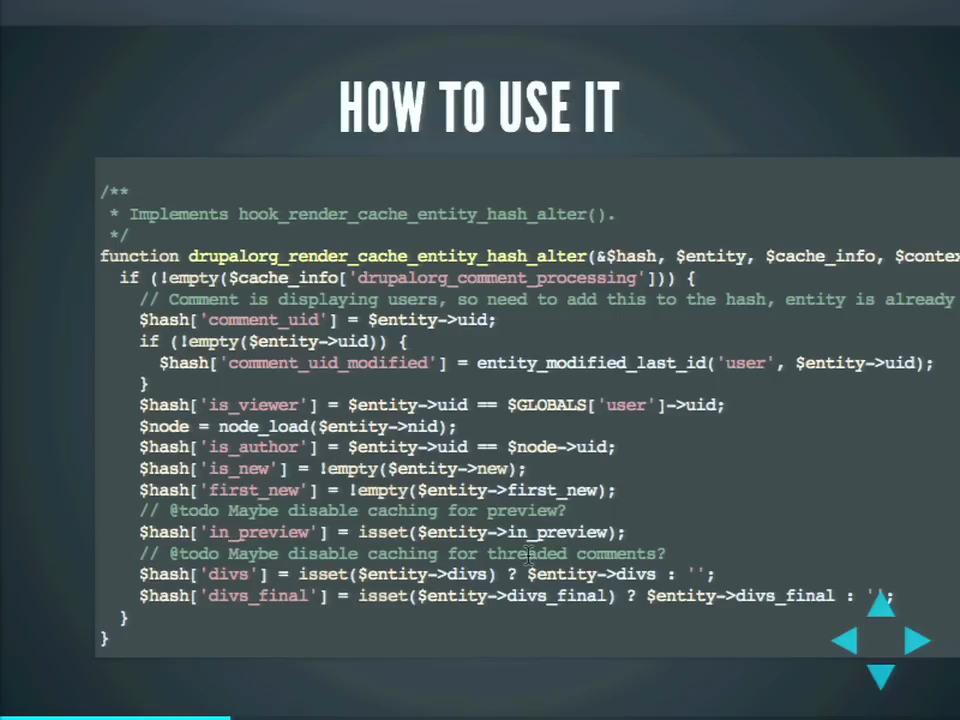 HOW TO USE IT
/**
 * Implements hook_render_cache_entity_hash_alter().
 */
function drupalorg_render_cache_entity_hash_alter(&$hash, $entity, $cache_info, $contex
  if (!empty($cache_info['drupalorg_comment_processing'])) {
    // Comment is displaying users, so need to add this to the hash, entity is already
    $hash['comment_uid'] = $entity->uid;
    if (!empty($entity->uid)) {
      $hash['comment_uid_modified'] = entity_modified_last_id('user', $entity->uid);
    }
    $hash['is_viewer'] = $entity->uid == $GLOBALS['user']->uid;
    $node = node_load($entity->nid);
    $hash['is_author'] = $entity->uid == $node->uid;
    $hash['is_new'] = !empty($entity->new);
    $hash['first_new'] = !empty($entity->first_new);
    // @todo Maybe disable caching for preview?
    $hash['in_preview'] = isset($entity->in_preview);
    // @todo Maybe disable caching for threaded comments?
    $hash['divs'] = isset($entity->divs) ? $entity->divs : '';
    $hash['divs_final'] = isset($entity->divs_final) ? $entity->divs_final : '';
  }
}